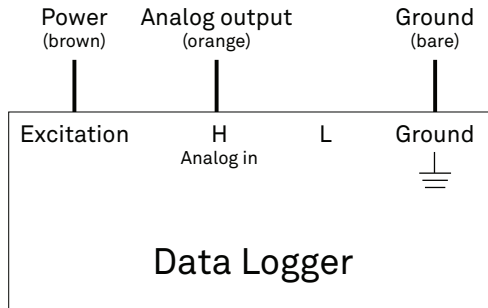 Power Analog output Ground
(brown) (orange) (bare)
Excitation H L Ground
Analog in
Data Logger